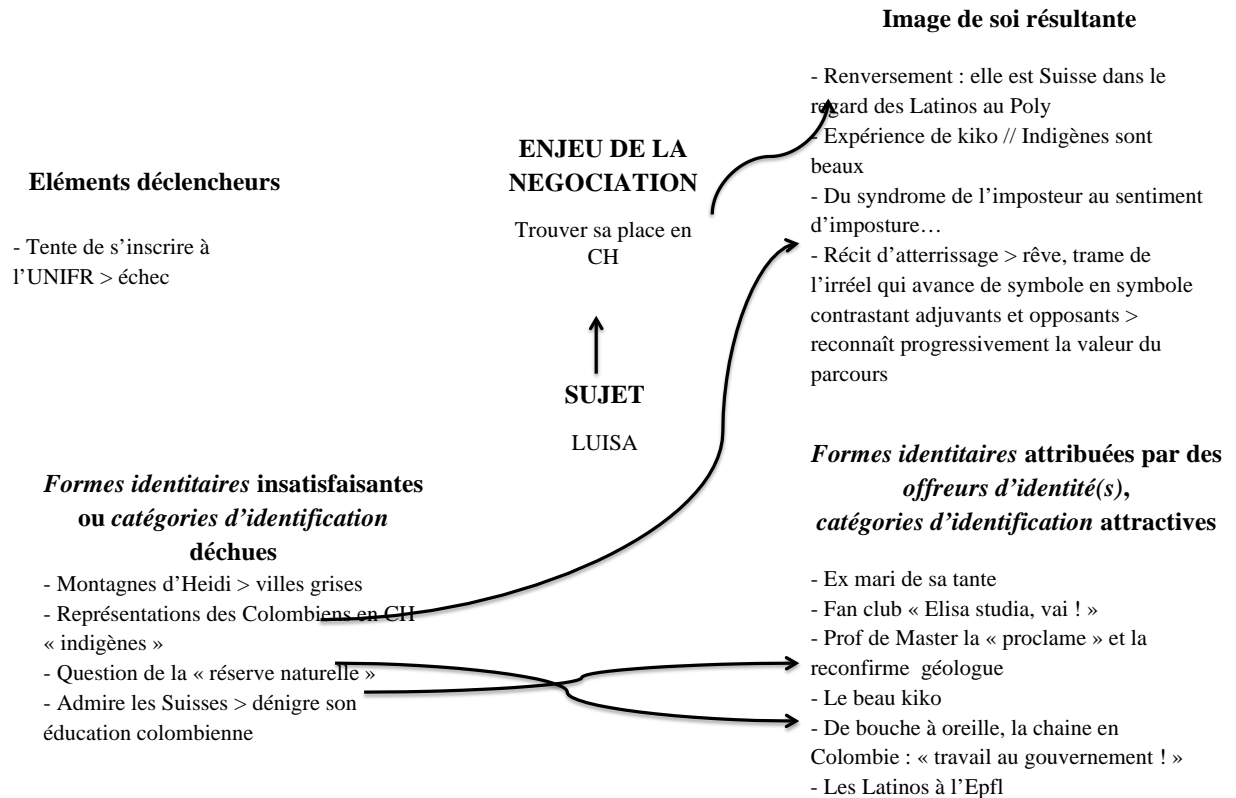 Image de soi résultante
- Renversement : elle est Suisse dans le
regard des Latinos au Poly
- Expérience de kiko // Indigènes sont
beaux
- Du syndrome de l’imposteur au sentiment
d’imposture…
- Récit d’atterrissage > rêve, trame de
l’irréel qui avance de symbole en symbole
contrastant adjuvants et opposants >
reconnaît progressivement la valeur du
parcours
ENJEU DE LA
NEGOCIATION
Trouver sa place en
CH
Eléments déclencheurs
- Tente de s’inscrire à
l’UNIFR > échec
SUJET
LUISA
Formes identitaires insatisfaisantes
ou catégories d’identification
déchues
- Montagnes d’Heidi > villes grises
- Représentations des Colombiens en CH
« indigènes »
- Question de la « réserve naturelle »
- Admire les Suisses > dénigre son
éducation colombienne
Formes identitaires attribuées par des
offreurs d’identité(s),
catégories d’identification attractives
- Ex mari de sa tante
- Fan club « Elisa studia, vai ! »
- Prof de Master la « proclame » et la
reconfirme géologue
- Le beau kiko
- De bouche à oreille, la chaine en
Colombie : « travail au gouvernement ! »
- Les Latinos à l’Epfl